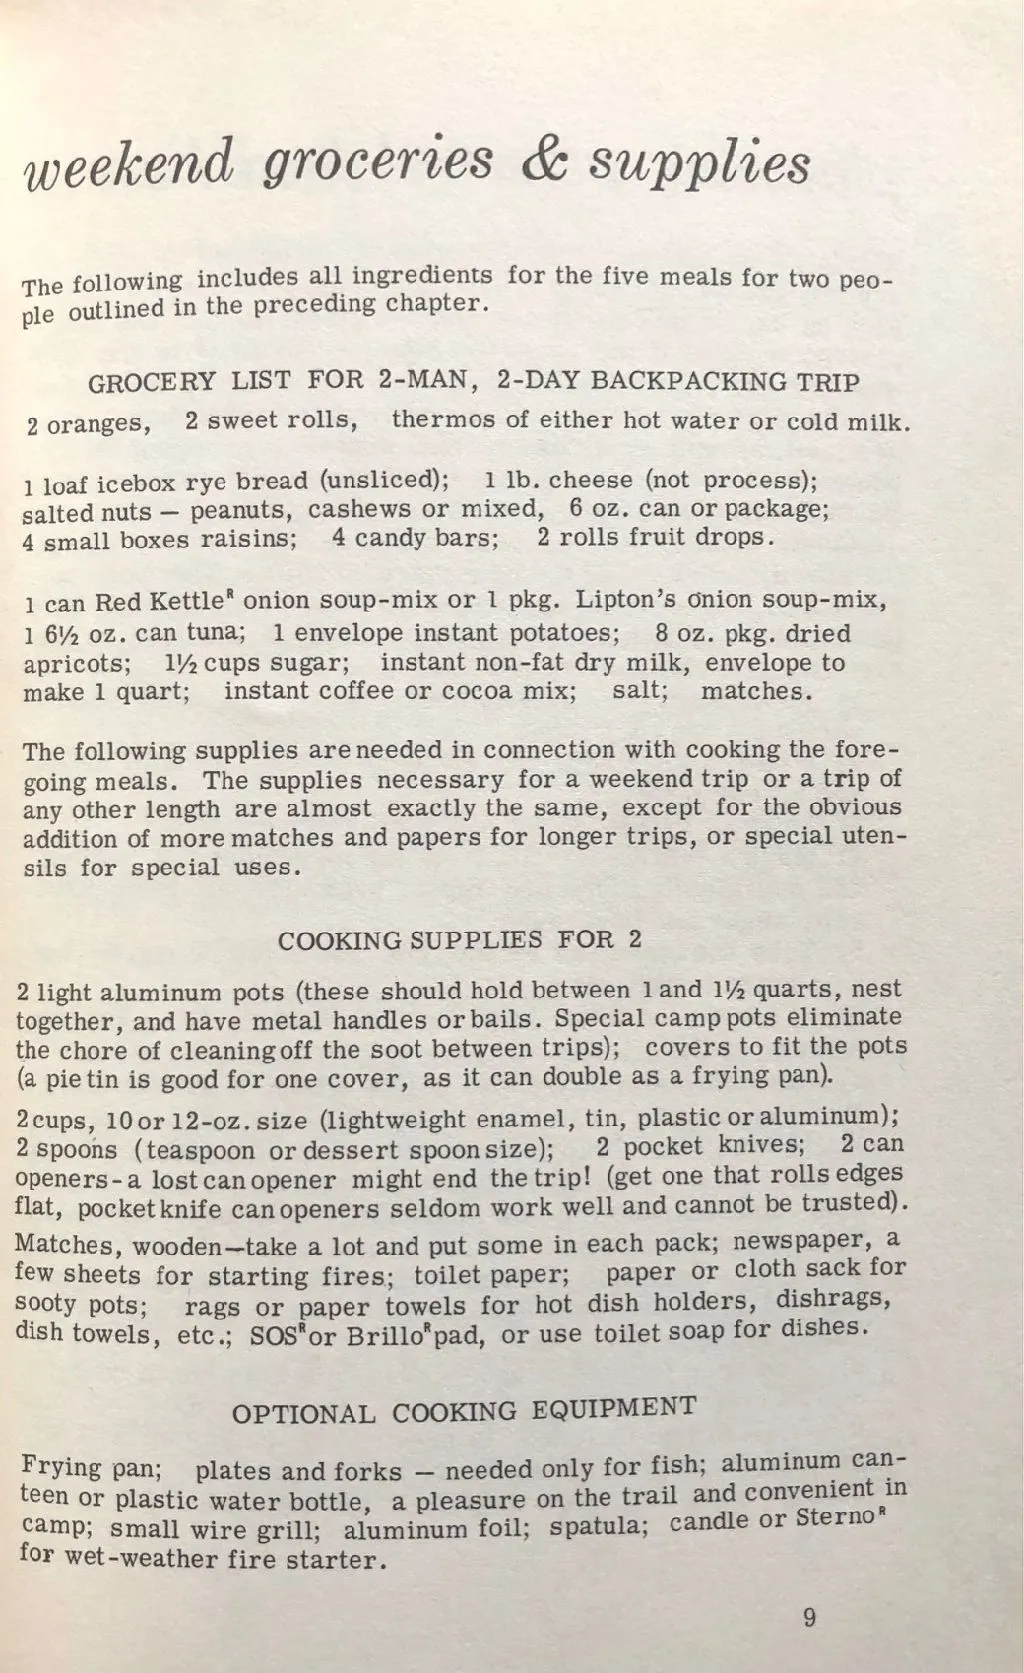 weekend groceries & supplies
The following includes all ingredients for the five meals for two peo-
ple outlined in the preceding chapter.
GROCERY LIST FOR 2-MAN, 2-DAY BACKPACKING TRIP
2 oranges, 2 sweet rolls, thermos of either hot water or cold milk.
1 loaf icebox rye bread (unsliced); 1 lb. cheese (not process);
salted nuts — peanuts, cashews or mixed, 6 oz. can or package;
4 small boxes raisins; 4 candy bars; 2 rolls fruit drops.
1 can Red Kettleᴿ onion soup-mix or 1 pkg. Lipton's onion soup-mix,
1 6½ oz. can tuna; 1 envelope instant potatoes; 8 oz. pkg. dried
apricots; 1½ cups sugar; instant non-fat dry milk, envelope to
make 1 quart; instant coffee or cocoa mix; salt; matches.
The following supplies are needed in connection with cooking the fore-
going meals. The supplies necessary for a weekend trip or a trip of
any other length are almost exactly the same, except for the obvious
addition of more matches and papers for longer trips, or special uten-
sils for special uses.
COOKING SUPPLIES FOR 2
2 light aluminum pots (these should hold between 1 and 1½ quarts, nest
together, and have metal handles or bails. Special camp pots eliminate
the chore of cleaning off the soot between trips); covers to fit the pots
(a pie tin is good for one cover, as it can double as a frying pan).
2 cups, 10 or 12-oz. size (lightweight enamel, tin, plastic or aluminum);
2 spoons (teaspoon or dessert spoon size); 2 pocket knives; 2 can
openers - a lost can opener might end the trip! (get one that rolls edges
flat, pocket knife can openers seldom work well and cannot be trusted).
Matches, wooden—take a lot and put some in each pack; newspaper, a
few sheets for starting fires; toilet paper; paper or cloth sack for
sooty pots; rags or paper towels for hot dish holders, dishrags,
dish towels, etc.; SOSᴿ or Brilloᴿ pad, or use toilet soap for dishes.
OPTIONAL COOKING EQUIPMENT
Frying pan; plates and forks — needed only for fish; aluminum can-
teen or plastic water bottle, a pleasure on the trail and convenient in
camp; small wire grill; aluminum foil; spatula; candle or Sternoᴿ
for wet-weather fire starter.
9